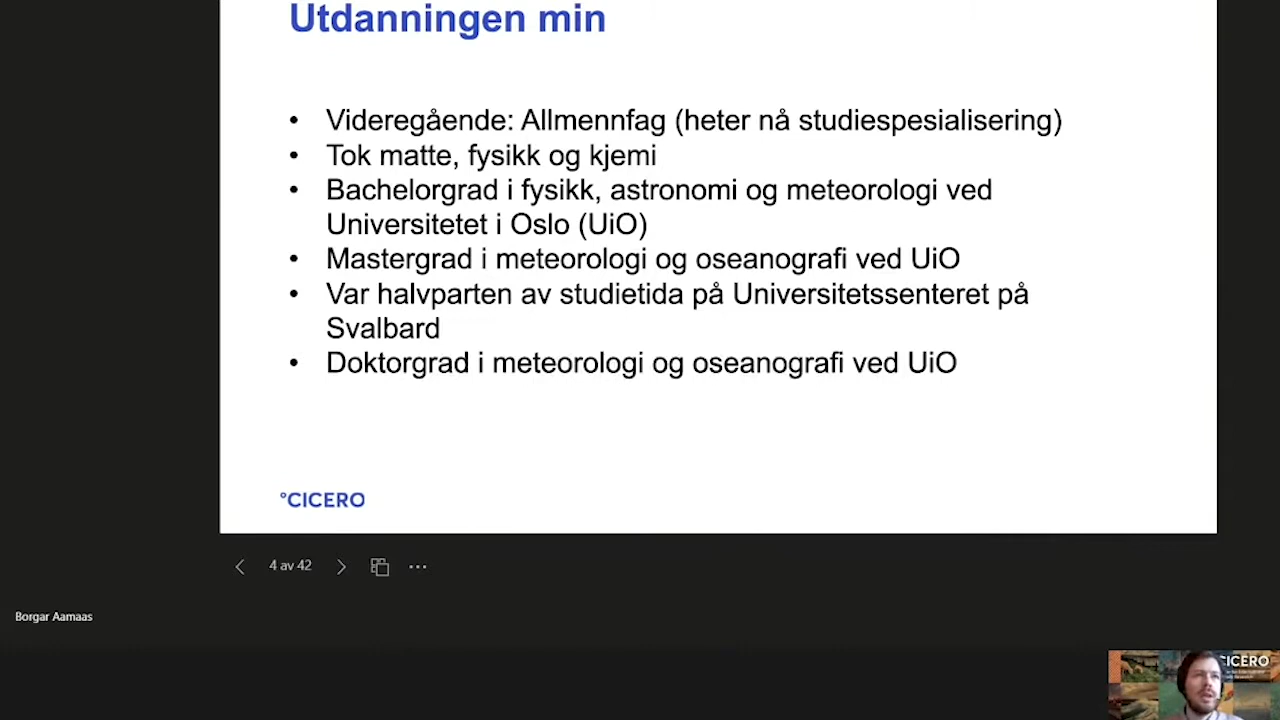 Utdanningen min
• Videregående: Allmennfag (heter nå studiespesialisering)
• Tok matte, fysikk og kjemi
• Bachelorgrad i fysikk, astronomi og meteorologi ved
Universitetet i Oslo (UiO)
• Mastergrad i meteorologi og oseanografi ved UiO
• Var halvparten av studietida på Universitetssenteret på
Svalbard
• Doktorgrad i meteorologi og oseanografi ved UiO
°CICERO
4 av 42
Borgar Aamaas
CICERO